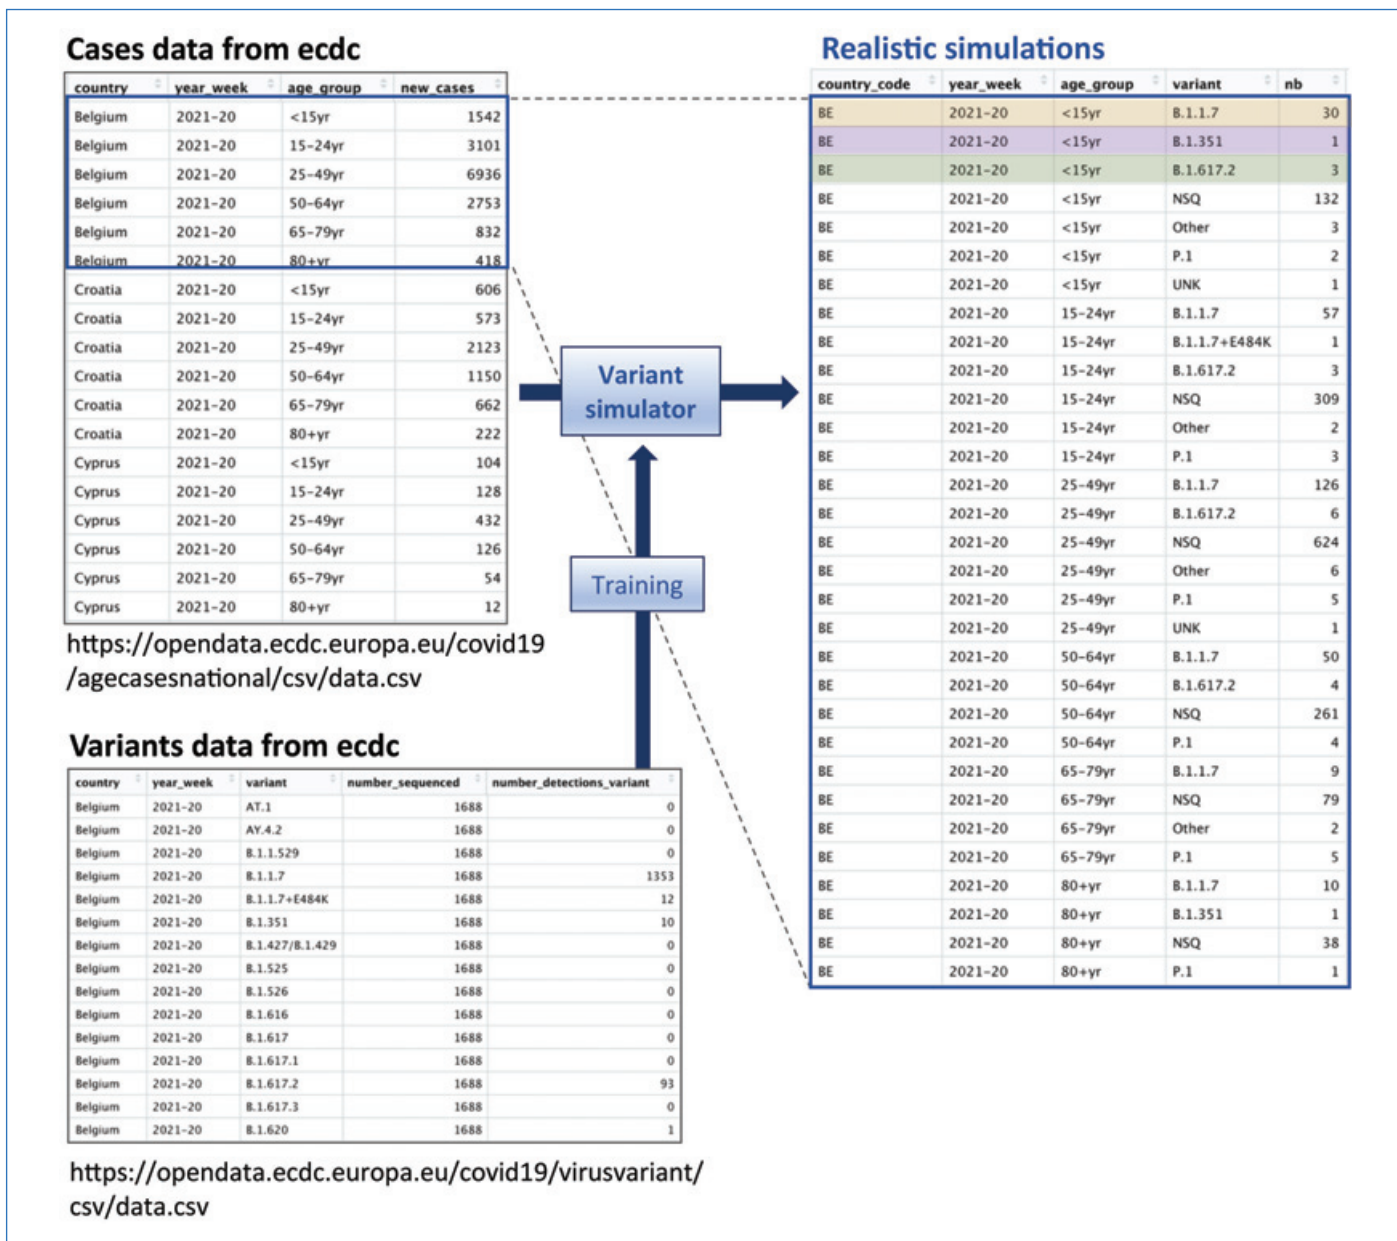 Cases data from ecdc
country year_week age_group new_cases
Belgium 2021-20 <15yr 1542
Belgium 2021-20 15-24yr 3101
Belgium 2021-20 25-49yr 6936
Belgium 2021-20 50-64yr 2753
Belgium 2021-20 65-79yr 832
Belgium 2021-20 80+yr 418
Croatia 2021-20 <15yr 606
Croatia 2021-20 15-24yr 573
Croatia 2021-20 25-49yr 2123
Croatia 2021-20 50-64yr 1150
Croatia 2021-20 65-79yr 662
Croatia 2021-20 80+yr 222
Cyprus 2021-20 <15yr 104
Cyprus 2021-20 15-24yr 128
Cyprus 2021-20 25-49yr 432
Cyprus 2021-20 50-64yr 126
Cyprus 2021-20 65-79yr 54
Cyprus 2021-20 80+yr 12
https://opendata.ecdc.europa.eu/covid19
/agecasesnational/csv/data.csv
Variants data from ecdc
country year_week variant number_sequenced number_detections_variant
Belgium 2021-20 AT.1 1688 0
Belgium 2021-20 AY.4.2 1688 0
Belgium 2021-20 B.1.1.529 1688 0
Belgium 2021-20 B.1.1.7 1688 1353
Belgium 2021-20 B.1.1.7+E484K 1688 12
Belgium 2021-20 B.1.351 1688 10
Belgium 2021-20 B.1.427/B.1.429 1688 0
Belgium 2021-20 B.1.525 1688 0
Belgium 2021-20 B.1.526 1688 0
Belgium 2021-20 B.1.616 1688 0
Belgium 2021-20 B.1.617 1688 0
Belgium 2021-20 B.1.617.1 1688 0
Belgium 2021-20 B.1.617.2 1688 93
Belgium 2021-20 B.1.617.3 1688 0
Belgium 2021-20 B.1.620 1688 1
https://opendata.ecdc.europa.eu/covid19/virusvariant/
csv/data.csv
Variant
simulator
Training
Realistic simulations
country_code year_week age_group variant nb
BE 2021-20 <15yr B.1.1.7 30
BE 2021-20 <15yr B.1.351 1
BE 2021-20 <15yr B.1.617.2 3
BE 2021-20 <15yr NSQ 132
BE 2021-20 <15yr Other 3
BE 2021-20 <15yr P.1 2
BE 2021-20 <15yr UNK 1
BE 2021-20 15-24yr B.1.1.7 57
BE 2021-20 15-24yr B.1.1.7+E484K 1
BE 2021-20 15-24yr B.1.617.2 3
BE 2021-20 15-24yr NSQ 309
BE 2021-20 15-24yr Other 2
BE 2021-20 15-24yr P.1 3
BE 2021-20 25-49yr B.1.1.7 126
BE 2021-20 25-49yr B.1.617.2 6
BE 2021-20 25-49yr NSQ 624
BE 2021-20 25-49yr Other 6
BE 2021-20 25-49yr P.1 5
BE 2021-20 25-49yr UNK 1
BE 2021-20 50-64yr B.1.1.7 50
BE 2021-20 50-64yr B.1.617.2 4
BE 2021-20 50-64yr NSQ 261
BE 2021-20 50-64yr P.1 4
BE 2021-20 65-79yr B.1.1.7 9
BE 2021-20 65-79yr NSQ 79
BE 2021-20 65-79yr Other 2
BE 2021-20 65-79yr P.1 5
BE 2021-20 80+yr B.1.1.7 10
BE 2021-20 80+yr B.1.351 1
BE 2021-20 80+yr NSQ 38
BE 2021-20 80+yr P.1 1